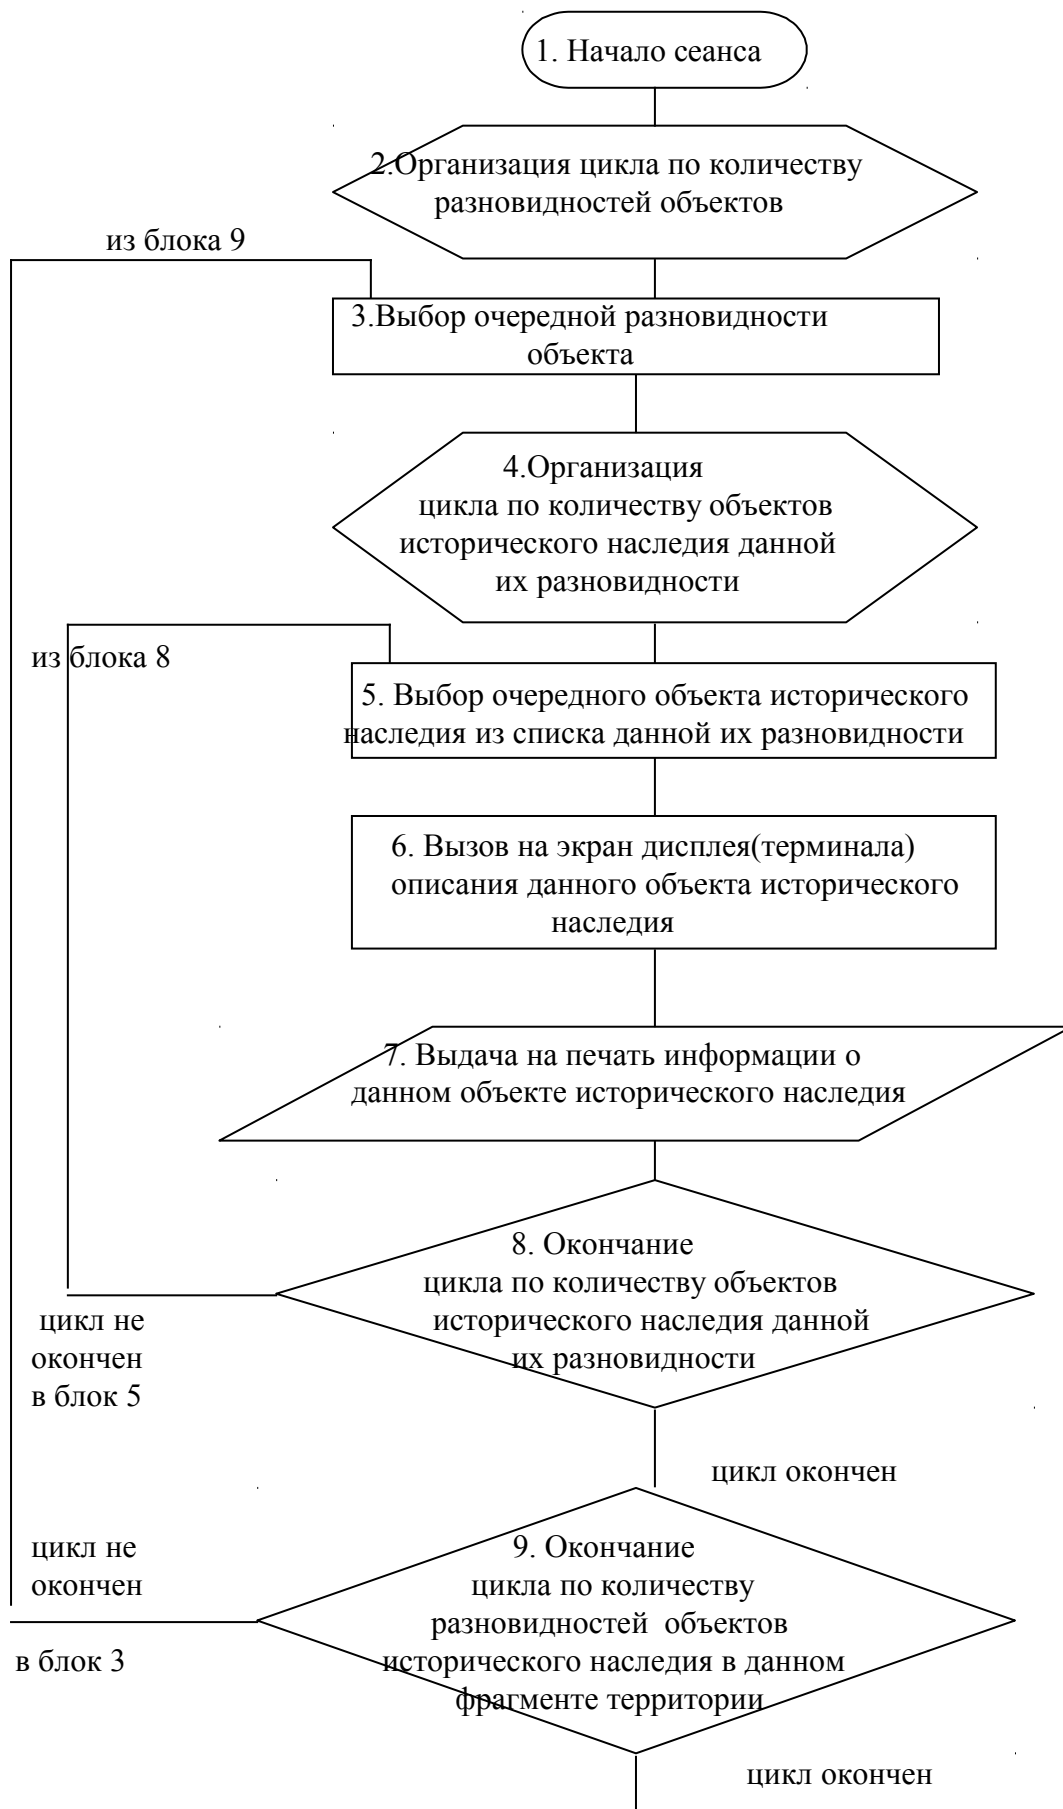 1. Начало сеанса
2.Организация цикла по количеству
разновидностей объектов
из блока 9
3.Выбор очередной разновидности
объекта
4.Организация
цикла по количеству объектов
исторического наследия данной
их разновидности
из блока 8
5. Выбор очередного объекта исторического
наследия из списка данной их разновидности
6. Вызов на экран дисплея(терминала)
описания данного объекта исторического
наследия
7. Выдача на печать информации о
данном объекте исторического наследия
8. Окончание
цикла по количеству объектов
исторического наследия данной
их разновидности
цикл не
окончен
в блок 5
цикл окончен
9. Окончание
цикла по количеству
разновидностей объектов
исторического наследия в данном
фрагменте территории
цикл не
окончен
в блок 3
цикл окончен